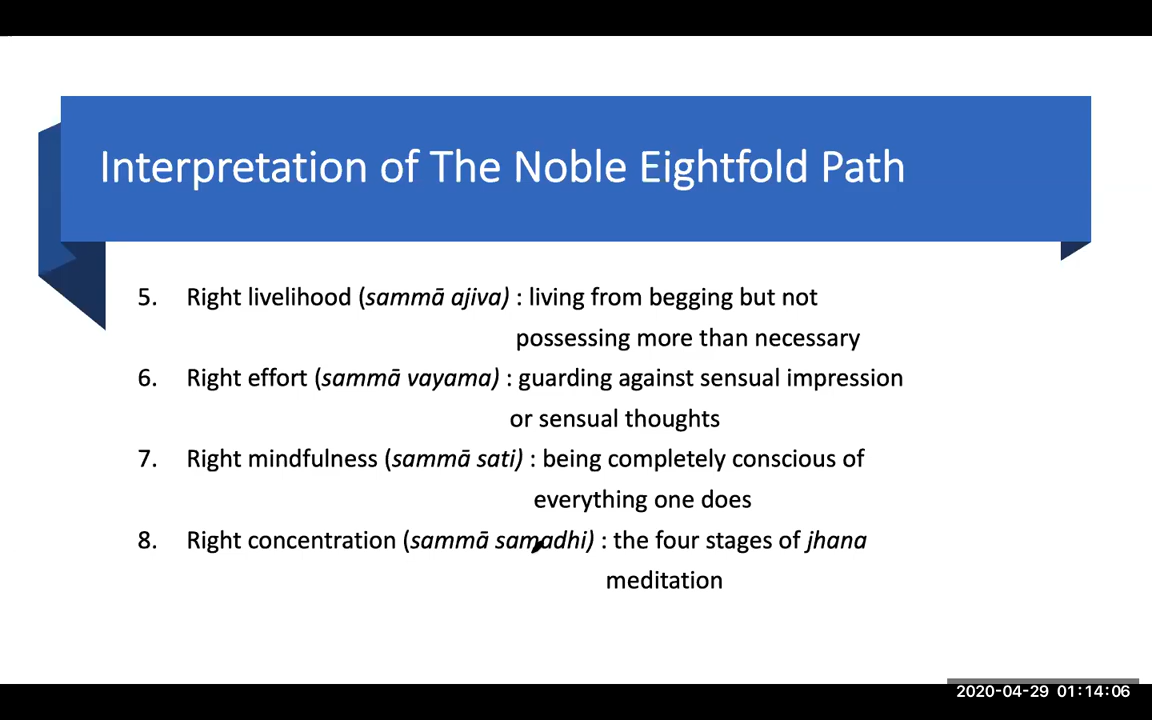 Interpretation of The Noble Eightfold Path
5. Right livelihood (sammā ajiva) : living from begging but not
possessing more than necessary
6. Right effort (sammā vayama) : guarding against sensual impression
or sensual thoughts
7. Right mindfulness (sammā sati) : being completely conscious of
everything one does
8. Right concentration (sammā samadhi) : the four stages of jhana
meditation
2020-04-29 01:14:06